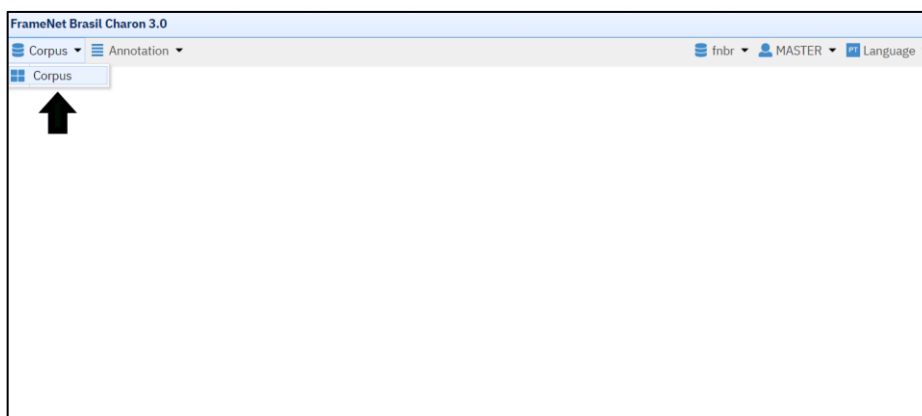 FrameNet Brasil Charon 3.0
Corpus Annotation fnbr MASTER PT Language
Corpus